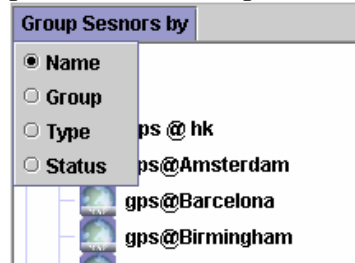 Group Sesnors by
Name
Group
Type
Status
ps @ hk
ps@Amsterdam
gps@Barcelona
gps@Birmingham